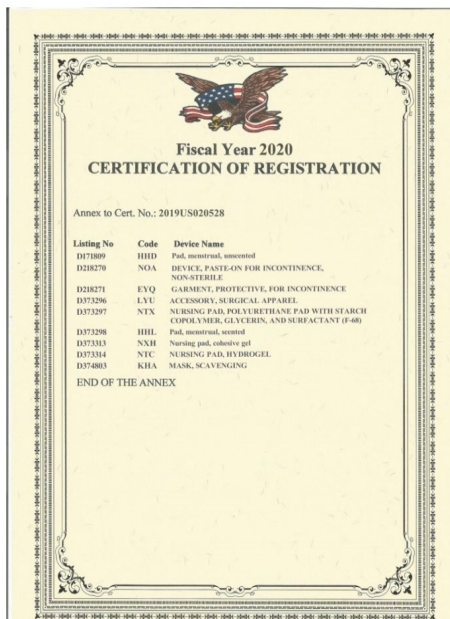 Fiscal Year 2020
CERTIFICATION OF REGISTRATION
Annex to Cert. No.: 2019US020528
Listing No Code Device Name
D171809 HHD Pad, menstrual, unscented
D218270 NOA DEVICE, PASTE-ON FOR INCONTINENCE,
NON-STERILE
D218271 EYQ GARMENT, PROTECTIVE, FOR INCONTINENCE
D373296 LYU ACCESSORY, SURGICAL APPAREL
D373297 NTX NURSING PAD, POLYURETHANE PAD WITH STARCH
COPOLYMER, GLYCERIN, AND SURFACTANT (F-68)
D373298 HHL Pad, menstrual, scented
D373313 NXH Nursing pad, cohesive gel
D373314 NTC NURSING PAD, HYDROGEL
D374803 KHA MASK, SCAVENGING
END OF THE ANNEX